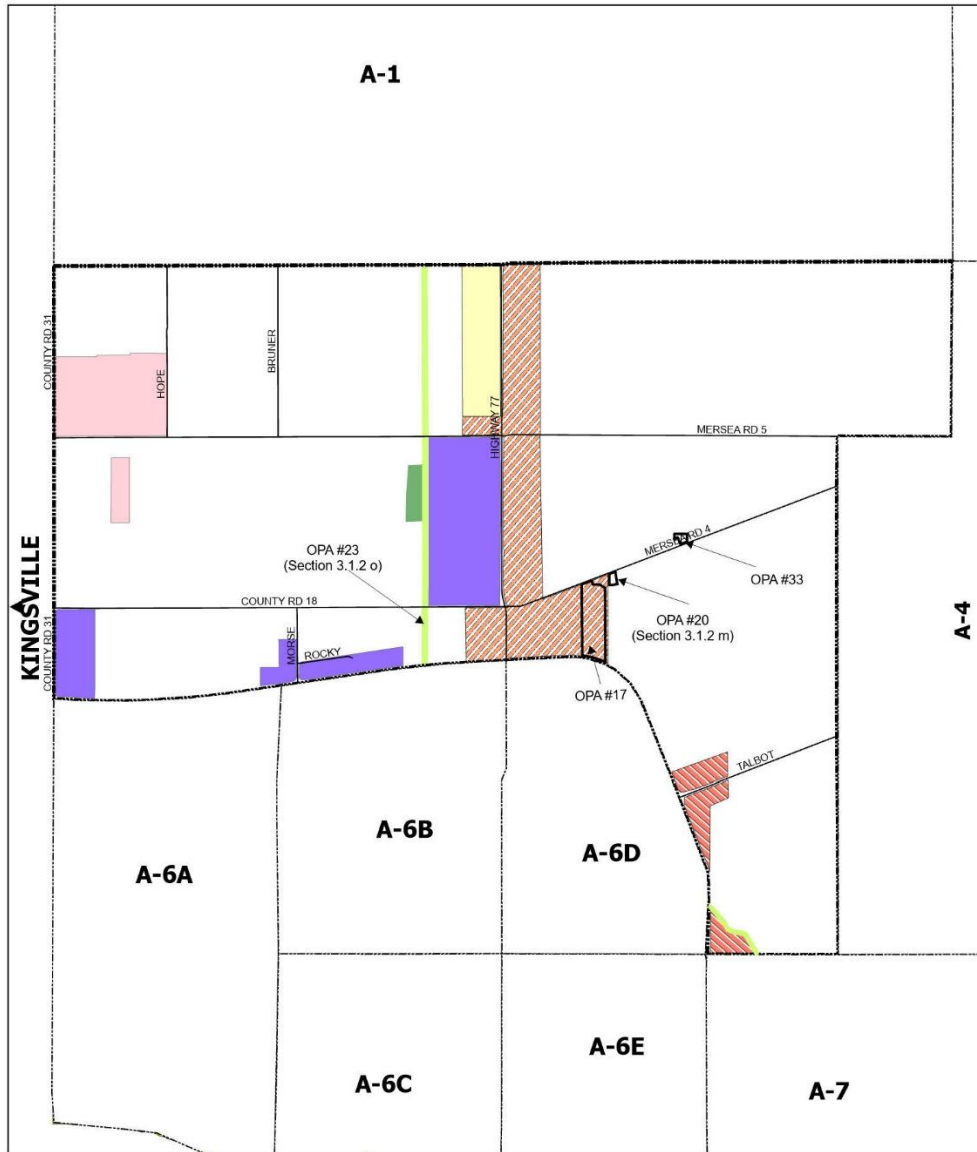 A-1
COUNTY RD 31
HOPE
BRUNER
HIGHWAY 77
MERSEA RD 5
OPA #23
(Section 3.1.2 o)
MERSEA RD 4
OPA #33
KINGSVILLE
COUNTY RD 18
OPA #20
(Section 3.1.2 m)
A-4
COUNTY RD 31
MORSE
ROCKY
OPA #17
TALBOT
A-6A
A-6B
A-6D
A-6C
A-6E
A-7